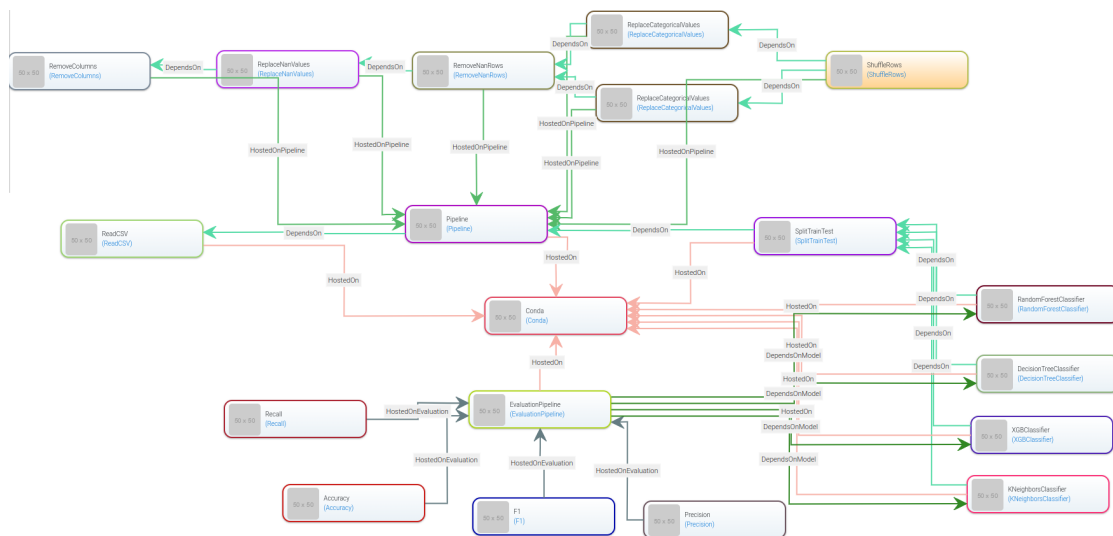 ReplaceCategoricalValues
(ReplaceCategoricalValues)
50 x 50
DependsOn
DependsOn
RemoveColumns
(RemoveColumns)
50 x 50
DependsOn
ReplaceNanValues
(ReplaceNanValues)
50 x 50
DependsOn
RemoveNanRows
(RemoveNanRows)
50 x 50
DependsOn
ShuffleRows
(ShuffleRows)
50 x 50
DependsOn
ReplaceCategoricalValues
(ReplaceCategoricalValues)
50 x 50
HostedOnPipeline
HostedOnPipeline
HostedOnPipeline
HostedOnPipeline
HostedOnPipeline
HostedOnPipeline
ReadCSV
(ReadCSV)
50 x 50
DependsOn
Pipeline
(Pipeline)
50 x 50
DependsOn
SplitTrainTest
(SplitTrainTest)
50 x 50
DependsOn
HostedOn
HostedOn
HostedOn
Conda
(Conda)
50 x 50
HostedOn
DependsOn
RandomForestClassifier
(RandomForestClassifier)
50 x 50
DependsOn
HostedOn
DependsOnModel
HostedOn
HostedOn
DependsOn
DecisionTreeClassifier
(DecisionTreeClassifier)
50 x 50
DependsOnModel
EvaluationPipeline
(EvaluationPipeline)
50 x 50
HostedOn
DependsOnModel
Recall
(Recall)
50 x 50
HostedOnEvaluation
XGBClassifier
(XGBClassifier)
50 x 50
HostedOnEvaluation
HostedOnEvaluation
HostedOnEvaluation
DependsOnModel
KNeighborsClassifier
(KNeighborsClassifier)
50 x 50
Accuracy
(Accuracy)
50 x 50
F1
(F1)
50 x 50
Precision
(Precision)
50 x 50